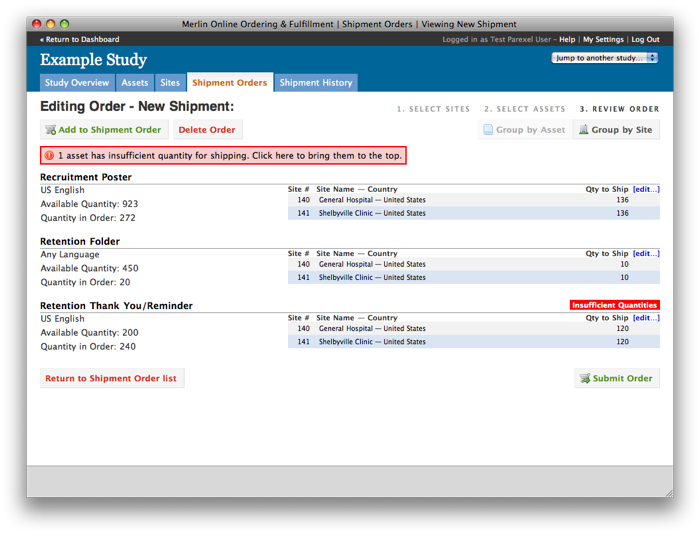 Merlin Online Ordering & Fulfillment | Shipment Orders | Viewing New Shipment
« Return to Dashboard Logged in as Test Parexel User – Help | My Settings | Log Out
Example Study Jump to another study...
Study Overview Assets Sites Shipment Orders Shipment History
Editing Order - New Shipment: 1. SELECT SITES 2. SELECT ASSETS 3. REVIEW ORDER
Add to Shipment Order Delete Order Group by Asset Group by Site
1 asset has insufficient quantity for shipping. Click here to bring them to the top.
Recruitment Poster
US English Site # Site Name — Country Qty to Ship [edit...]
Available Quantity: 923 140 General Hospital — United States 136
Quantity in Order: 272 141 Shelbyville Clinic — United States 136
Retention Folder
Any Language Site # Site Name — Country Qty to Ship [edit...]
Available Quantity: 450 140 General Hospital — United States 10
Quantity in Order: 20 141 Shelbyville Clinic — United States 10
Retention Thank You/Reminder Insufficient Quantities
US English Site # Site Name — Country Qty to Ship [edit...]
Available Quantity: 200 140 General Hospital — United States 120
Quantity in Order: 240 141 Shelbyville Clinic — United States 120
Return to Shipment Order list Submit Order